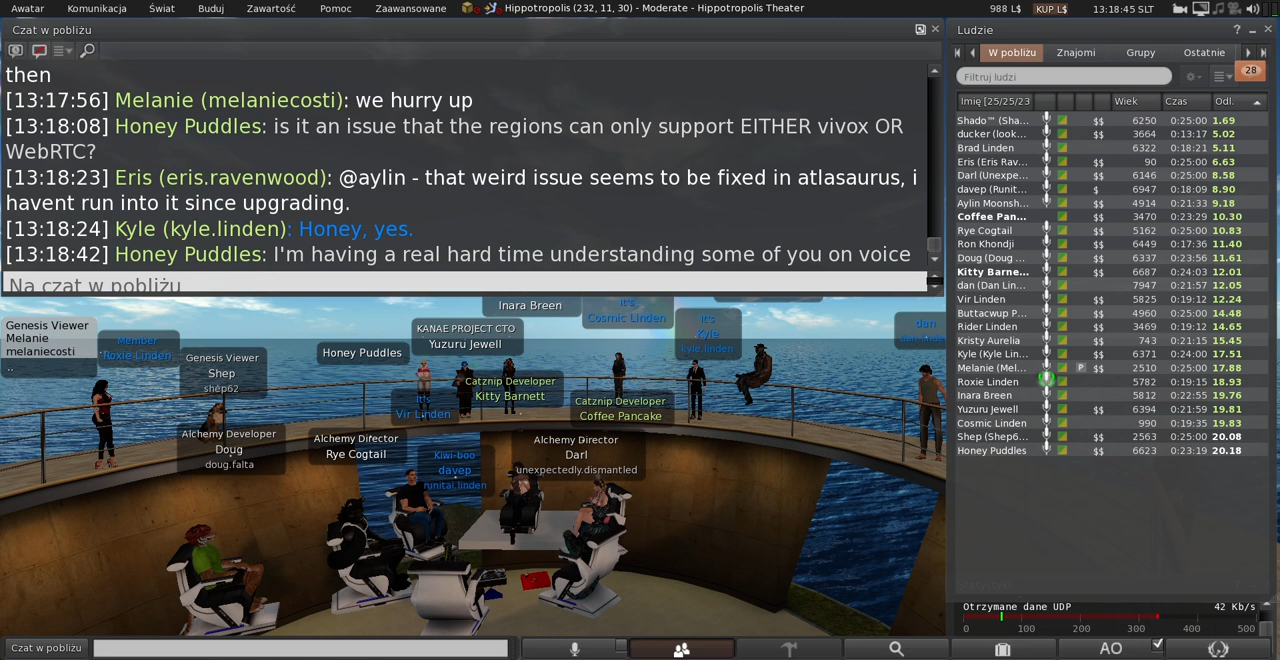 Awatar Komunikacja Świat Buduj Zawartość Pomoc Zaawansowane Hippotropolis (232, 11, 30) - Moderate - Hippotropolis Theater 988 L$ KUP L$ 13:18:45 SLT
Czat w pobliżu
then
[13:17:56] Melanie (melaniecosti): we hurry up
[13:18:08] Honey Puddles: is it an issue that the regions can only support EITHER vivox OR
WebRTC?
[13:18:23] Eris (eris.ravenwood): @aylin - that weird issue seems to be fixed in atlasaurus, i
havent run into it since upgrading.
[13:18:24] Kyle (kyle.linden): Honey, yes.
[13:18:42] Honey Puddles: I'm having a real hard time understanding some of you on voice
Na czat w pobliżu
Inara Breen
It's
Cosmic Linden
Genesis Viewer
Melanie
melaniecosti
..
Member
Roxie Linden
KANAE PROJECT CTO
Yuzuru Jewell
It's
Kyle
kyle.linden
dan
dan.linden
Honey Puddles
Genesis Viewer
Shep
shep62
Catznip Developer
Kitty Barnett
It's
Vir Linden
Catznip Developer
Coffee Pancake
Alchemy Developer
Doug
doug.falta
Alchemy Director
Rye Cogtail
Alchemy Director
Darl
unexpectedly.dismantled
Kiwi-boo
davep
runitai.linden
Czat w pobliżu
Ludzie
W pobliżu Znajomi Grupy Ostatnie
Filtruj ludzi
28
Imię [25/25/23 Wiek Czas Odl.
Shado™ (Sha... $$ 6250 0:25:00 1.69
ducker (look... $$ 3664 0:13:17 5.02
Brad Linden 6322 0:18:21 5.11
Eris (Eris Rav... $$ 90 0:25:00 6.63
Darl (Unexpe... $$ 6146 0:25:00 8.58
davep (Runit... $ 6947 0:18:09 8.90
Aylin Moonsh... $$ 4914 0:21:33 9.18
Coffee Pan... $$ 3470 0:23:29 10.30
Rye Cogtail $$ 5162 0:25:00 10.83
Ron Khondji $$ 6449 0:17:36 11.40
Doug (Doug ... $$ 6337 0:23:56 11.61
Kitty Barne... $$ 6687 0:24:03 12.01
dan (Dan Lin... 7947 0:21:57 12.05
Vir Linden $$ 5825 0:19:12 12.24
Buttacwup P... $$ 4960 0:25:00 14.48
Rider Linden $$ 3469 0:19:12 14.65
Kristy Aurelia $$ 743 0:21:15 15.45
Kyle (Kyle Lin... $$ 6371 0:24:00 17.51
Melanie (Mel... P $$ 2510 0:25:00 17.88
Roxie Linden 5782 0:19:15 18.93
Inara Breen 5812 0:22:55 19.76
Yuzuru Jewell $$ 6394 0:21:59 19.81
Cosmic Linden 990 0:19:35 19.83
Shep (Shep6... $$ 2563 0:25:00 20.08
Honey Puddles $$ 6623 0:23:19 20.18
Otrzymane dane UDP 42 Kb/s
0 100 200 300 400 500
AO